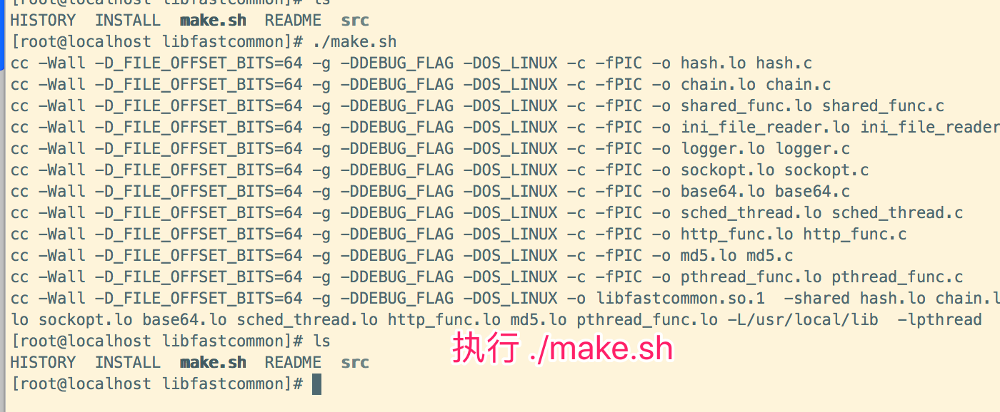 [root@localhost libfastcommon]# ls
HISTORY  INSTALL  make.sh  README  src
[root@localhost libfastcommon]# ./make.sh
cc -Wall -D_FILE_OFFSET_BITS=64 -g -DDEBUG_FLAG -DOS_LINUX -c -fPIC -o hash.lo hash.c
cc -Wall -D_FILE_OFFSET_BITS=64 -g -DDEBUG_FLAG -DOS_LINUX -c -fPIC -o chain.lo chain.c
cc -Wall -D_FILE_OFFSET_BITS=64 -g -DDEBUG_FLAG -DOS_LINUX -c -fPIC -o shared_func.lo shared_func.c
cc -Wall -D_FILE_OFFSET_BITS=64 -g -DDEBUG_FLAG -DOS_LINUX -c -fPIC -o ini_file_reader.lo ini_file_reader
cc -Wall -D_FILE_OFFSET_BITS=64 -g -DDEBUG_FLAG -DOS_LINUX -c -fPIC -o logger.lo logger.c
cc -Wall -D_FILE_OFFSET_BITS=64 -g -DDEBUG_FLAG -DOS_LINUX -c -fPIC -o sockopt.lo sockopt.c
cc -Wall -D_FILE_OFFSET_BITS=64 -g -DDEBUG_FLAG -DOS_LINUX -c -fPIC -o base64.lo base64.c
cc -Wall -D_FILE_OFFSET_BITS=64 -g -DDEBUG_FLAG -DOS_LINUX -c -fPIC -o sched_thread.lo sched_thread.c
cc -Wall -D_FILE_OFFSET_BITS=64 -g -DDEBUG_FLAG -DOS_LINUX -c -fPIC -o http_func.lo http_func.c
cc -Wall -D_FILE_OFFSET_BITS=64 -g -DDEBUG_FLAG -DOS_LINUX -c -fPIC -o md5.lo md5.c
cc -Wall -D_FILE_OFFSET_BITS=64 -g -DDEBUG_FLAG -DOS_LINUX -c -fPIC -o pthread_func.lo pthread_func.c
cc -Wall -D_FILE_OFFSET_BITS=64 -g -DDEBUG_FLAG -DOS_LINUX -o libfastcommon.so.1  -shared hash.lo chain.l
lo sockopt.lo base64.lo sched_thread.lo http_func.lo md5.lo pthread_func.lo -L/usr/local/lib  -lpthread
[root@localhost libfastcommon]# ls
执行 ./make.sh
HISTORY  INSTALL  make.sh  README  src
[root@localhost libfastcommon]#